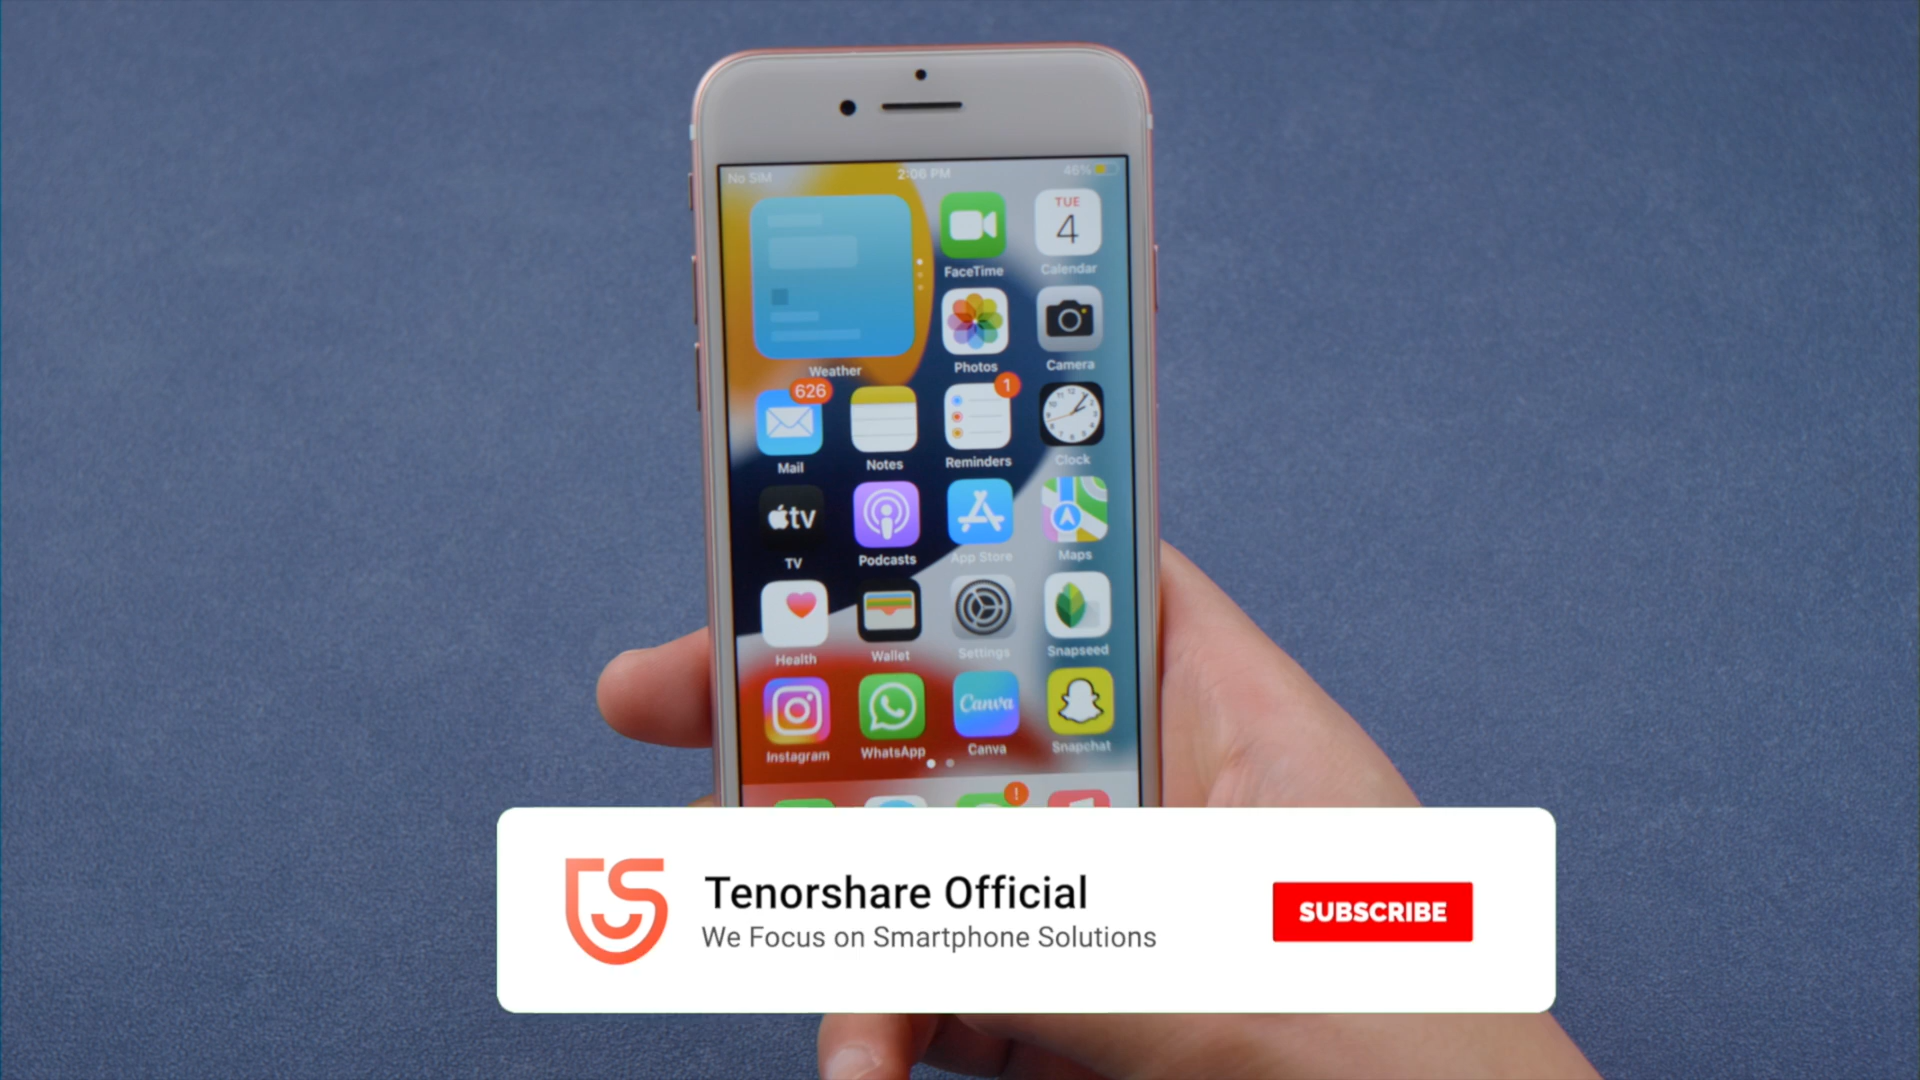 No SIM 2:06 PM 46%
TUE
4
FaceTime Calendar
Weather Photos Camera
626 1
Mail Notes Reminders Clock
tv
TV Podcasts App Store Maps
Health Wallet Settings Snapseed
Canva
Instagram WhatsApp Canva Snapchat
!
Tenorshare Official
We Focus on Smartphone Solutions
SUBSCRIBE